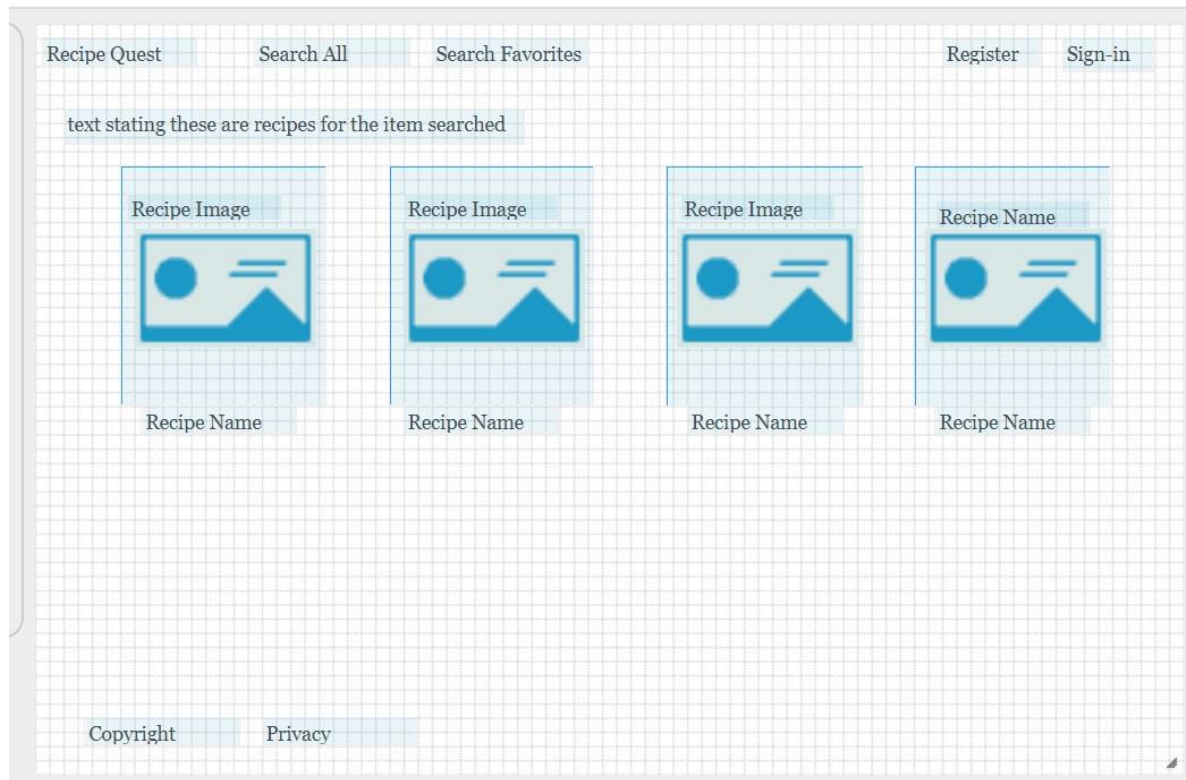 Recipe Quest Search All Search Favorites Register Sign-in
text stating these are recipes for the item searched
Recipe Image Recipe Image Recipe Image Recipe Name
Recipe Name Recipe Name Recipe Name Recipe Name
Copyright Privacy